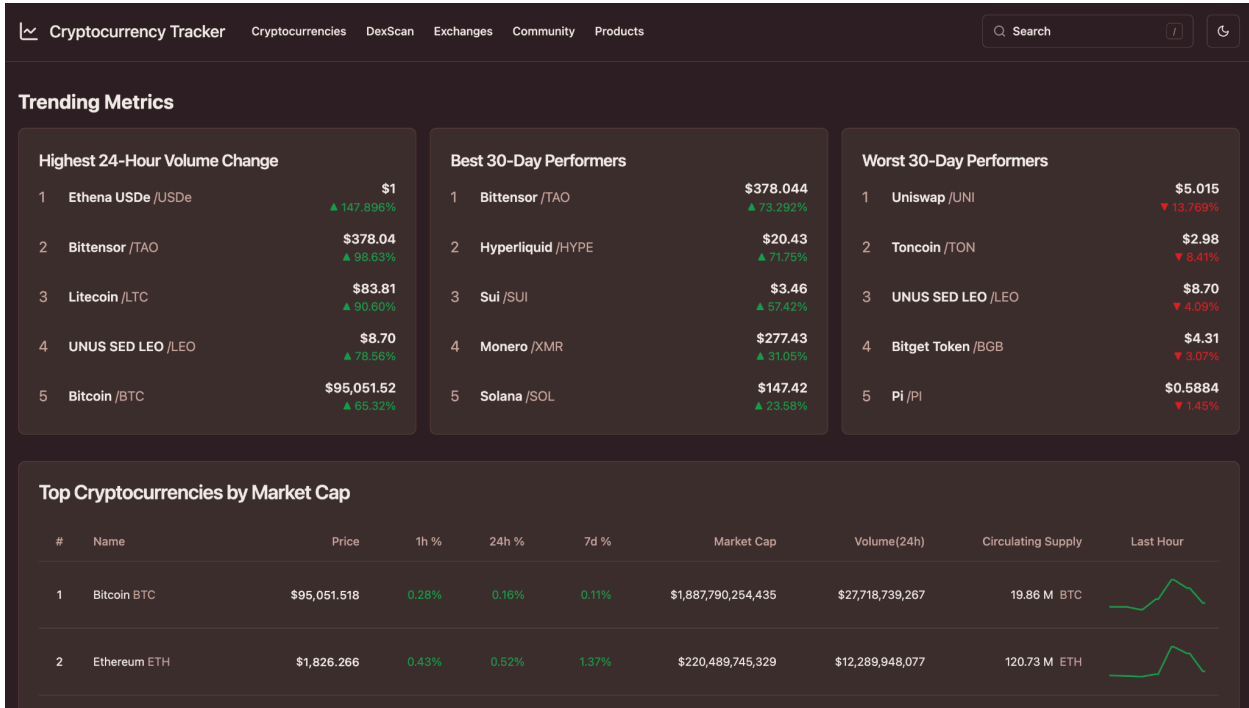 Cryptocurrency Tracker Cryptocurrencies DexScan Exchanges Community Products Search /
Trending Metrics
Highest 24-Hour Volume Change
1 Ethena USDe /USDe $1
▲ 147.896%
2 Bittensor /TAO $378.04
▲ 98.63%
3 Litecoin /LTC $83.81
▲ 90.60%
4 UNUS SED LEO /LEO $8.70
▲ 78.56%
5 Bitcoin /BTC $95,051.52
▲ 65.32%
Best 30-Day Performers
1 Bittensor /TAO $378.044
▲ 73.292%
2 Hyperliquid /HYPE $20.43
▲ 71.75%
3 Sui /SUI $3.46
▲ 57.42%
4 Monero /XMR $277.43
▲ 31.05%
5 Solana /SOL $147.42
▲ 23.58%
Worst 30-Day Performers
1 Uniswap /UNI $5.015
▼ 13.769%
2 Toncoin /TON $2.98
▼ 8.41%
3 UNUS SED LEO /LEO $8.70
▼ 4.09%
4 Bitget Token /BGB $4.31
▼ 3.07%
5 Pi /PI $0.5884
▼ 1.45%
Top Cryptocurrencies by Market Cap
# Name Price 1h % 24h % 7d % Market Cap Volume(24h) Circulating Supply Last Hour
1 Bitcoin BTC $95,051.518 0.28% 0.16% 0.11% $1,887,790,254,435 $27,718,739,267 19.86 M BTC
2 Ethereum ETH $1,826.266 0.43% 0.52% 1.37% $220,489,745,329 $12,289,948,077 120.73 M ETH